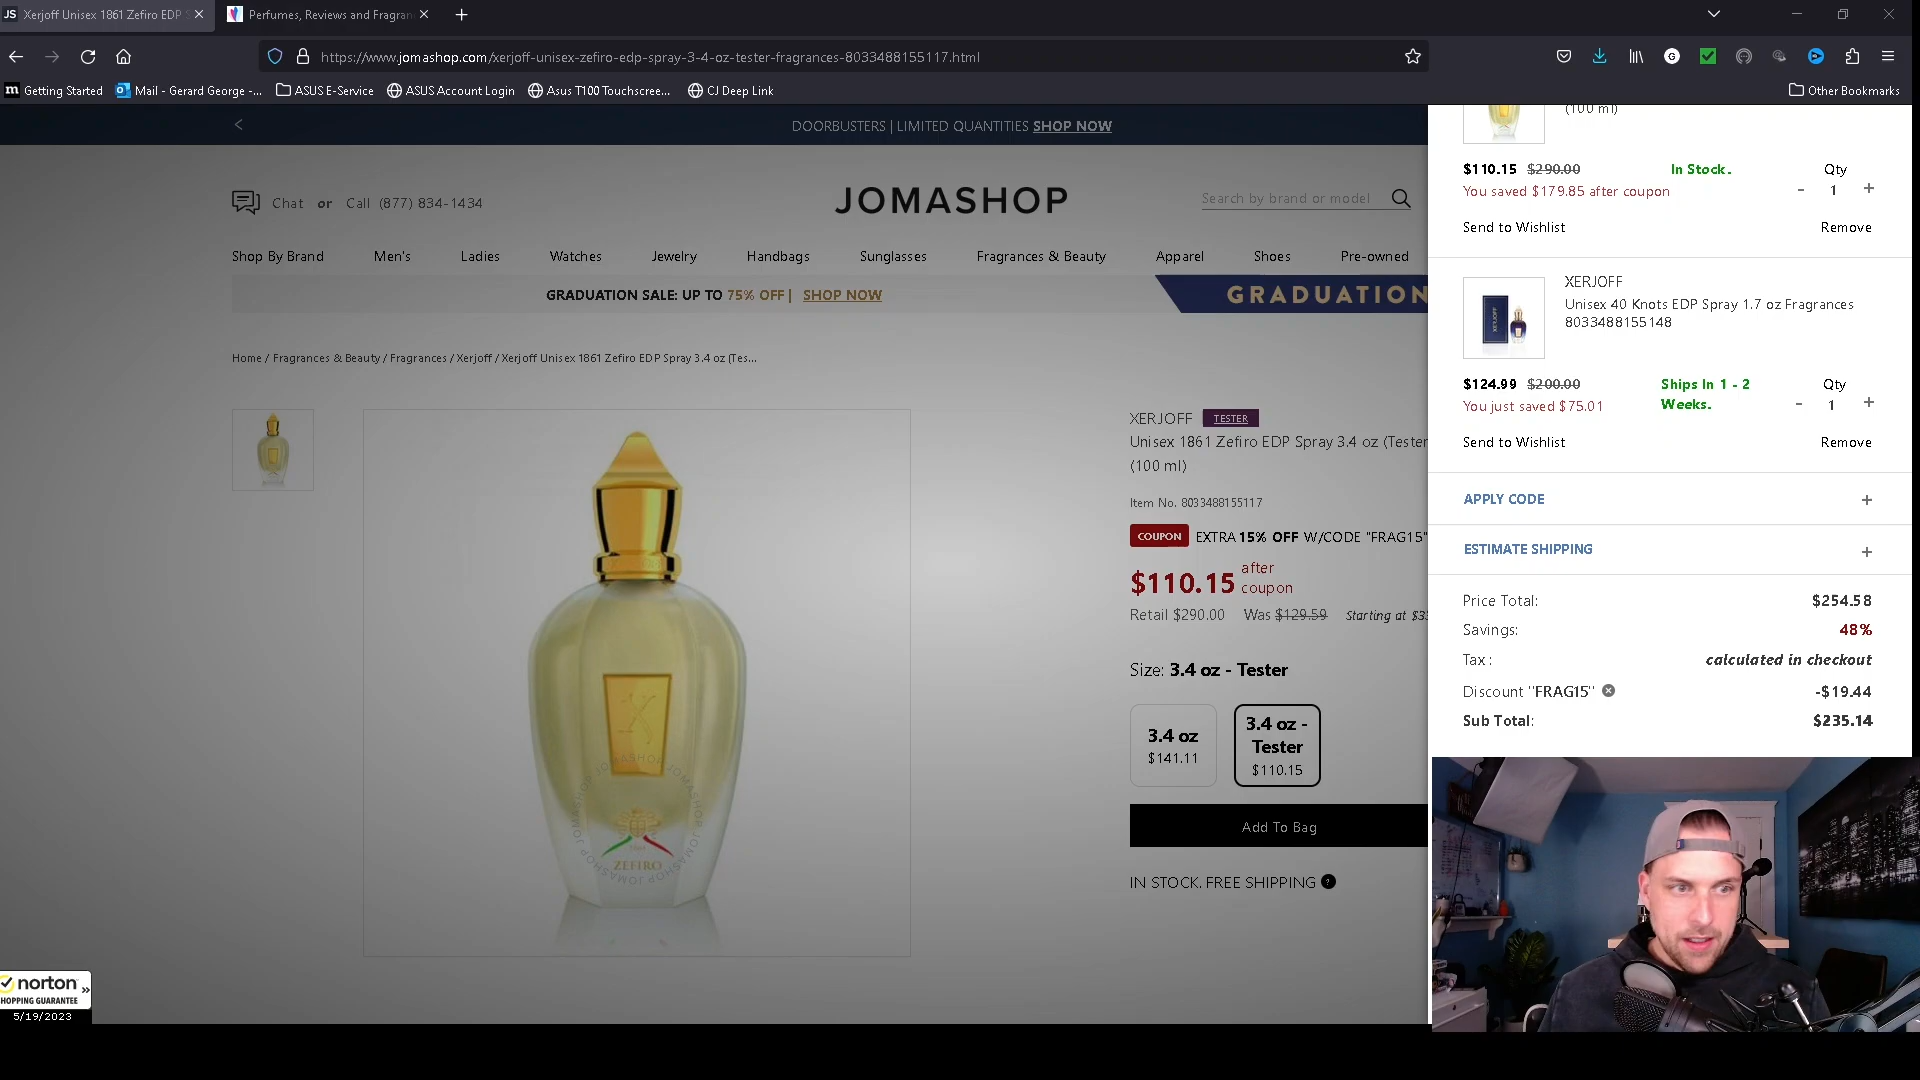 JS Xerjoff Unisex 1861 Zefiro EDP
Perfumes, Reviews and Fragran
https://www.jomashop.com/xerjoff-unisex-zefiro-edp-spray-3-4-oz-tester-fragrances-8033488155117.html
Getting Started
Mail - Gerard George -...
ASUS E-Service
ASUS Account Login
Asus T100 Touchscree...
CJ Deep Link
Other Bookmarks
DOORBUSTERS | LIMITED QUANTITIES SHOP NOW
Chat or Call (877) 834-1434
JOMASHOP
Search by brand or model
Shop By Brand
Men's
Ladies
Watches
Jewelry
Handbags
Sunglasses
Fragrances & Beauty
Apparel
Shoes
Pre-owned
GRADUATION SALE: UP TO 75% OFF | SHOP NOW
GRADUATION
Home / Fragrances & Beauty / Fragrances / Xerjoff / Xerjoff Unisex 1861 Zefiro EDP Spray 3.4 oz (Tes...
ZEFIRO
XERJOFF TESTER
Unisex 1861 Zefiro EDP Spray 3.4 oz (Tester
(100 ml)
Item No. 8033488155117
COUPON EXTRA 15% OFF W/CODE "FRAG15"
$110.15 after coupon
Retail $290.00 Was $129.59 Starting at $3
Size: 3.4 oz - Tester
3.4 oz
$141.11
3.4 oz -
Tester
$110.15
Add To Bag
IN STOCK. FREE SHIPPING ?
(100 ml)
$110.15 $290.00 In Stock. Qty
You saved $179.85 after coupon - 1 +
Send to Wishlist Remove
XERJOFF
Unisex 40 Knots EDP Spray 1.7 oz Fragrances
8033488155148
$124.99 $200.00 Ships In 1 - 2 Weeks. Qty
You just saved $75.01 - 1 +
Send to Wishlist Remove
APPLY CODE +
ESTIMATE SHIPPING +
Price Total: $254.58
Savings: 48%
Tax : calculated in checkout
Discount "FRAG15" -$19.44
Sub Total: $235.14
norton »
SHOPPING GUARANTEE
5/19/2023